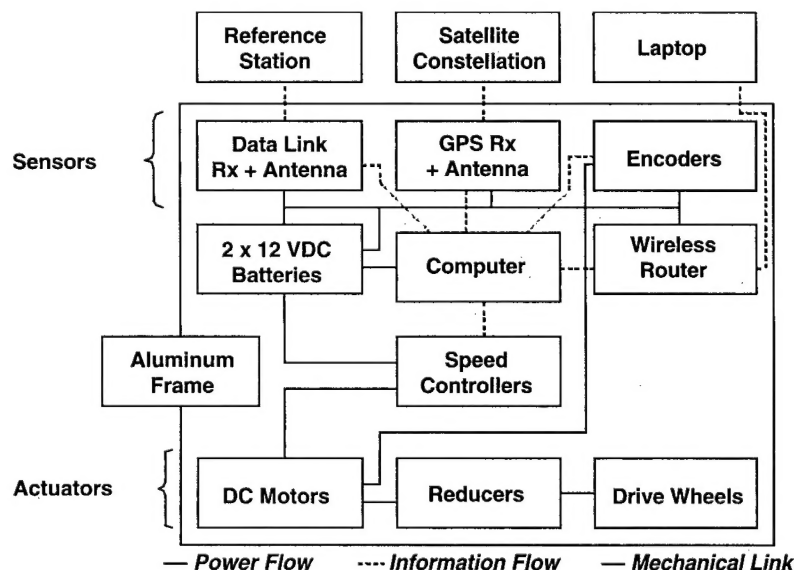 Reference
Station
Satellite
Constellation
Laptop
Sensors
Data Link
Rx + Antenna
GPS Rx
+ Antenna
Encoders
2 x 12 VDC
Batteries
Computer
Wireless
Router
Aluminum
Frame
Speed
Controllers
Actuators
DC Motors
Reducers
Drive Wheels
Power Flow
Information Flow
Mechanical Link